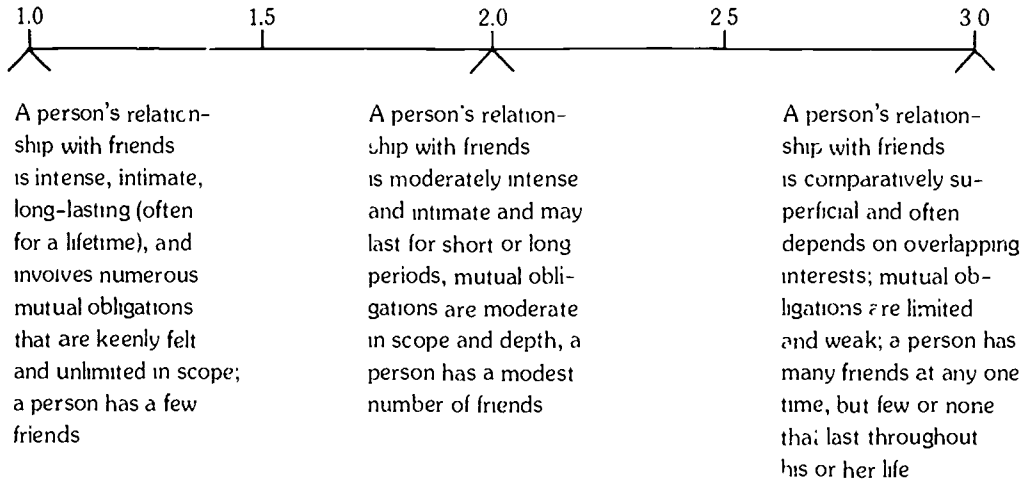 1.0 1.5 2.0 2 5 3 0
A person's relation-
ship with friends
is intense, intimate,
long-lasting (often
for a lifetime), and
involves numerous
mutual obligations
that are keenly felt
and unlimited in scope;
a person has a few
friends
A person's relation-
ship with friends
is moderately intense
and intimate and may
last for short or long
periods, mutual obli-
gations are moderate
in scope and depth, a
person has a modest
number of friends
A person's relation-
ship with friends
is comparatively su-
perficial and often
depends on overlapping
interests; mutual ob-
ligations are limited
and weak; a person has
many friends at any one
time, but few or none
that last throughout
his or her life